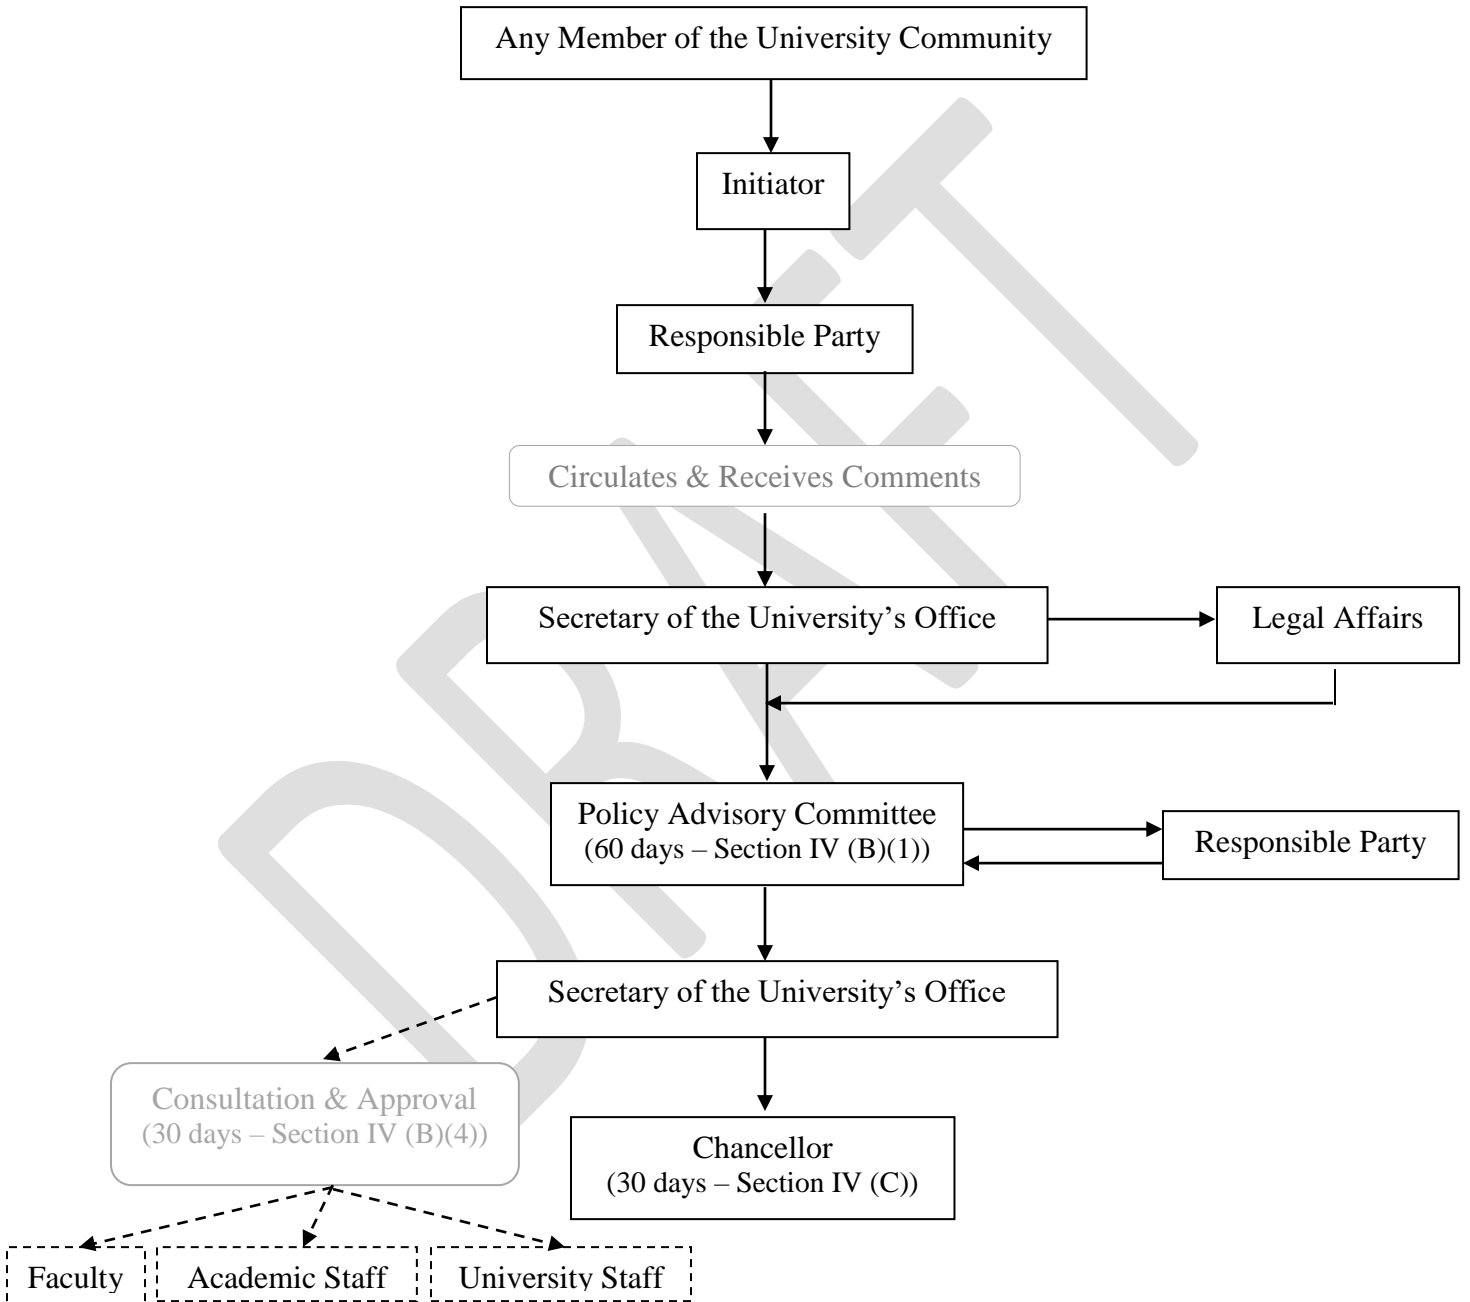 Any Member of the University Community
Initiator
Responsible Party
Circulates & Receives Comments
Secretary of the University’s Office
Legal Affairs
Policy Advisory Committee
(60 days – Section IV (B)(1))
Responsible Party
Secretary of the University’s Office
Consultation & Approval
(30 days – Section IV (B)(4))
Chancellor
(30 days – Section IV (C))
Faculty
Academic Staff
University Staff
DRAFT